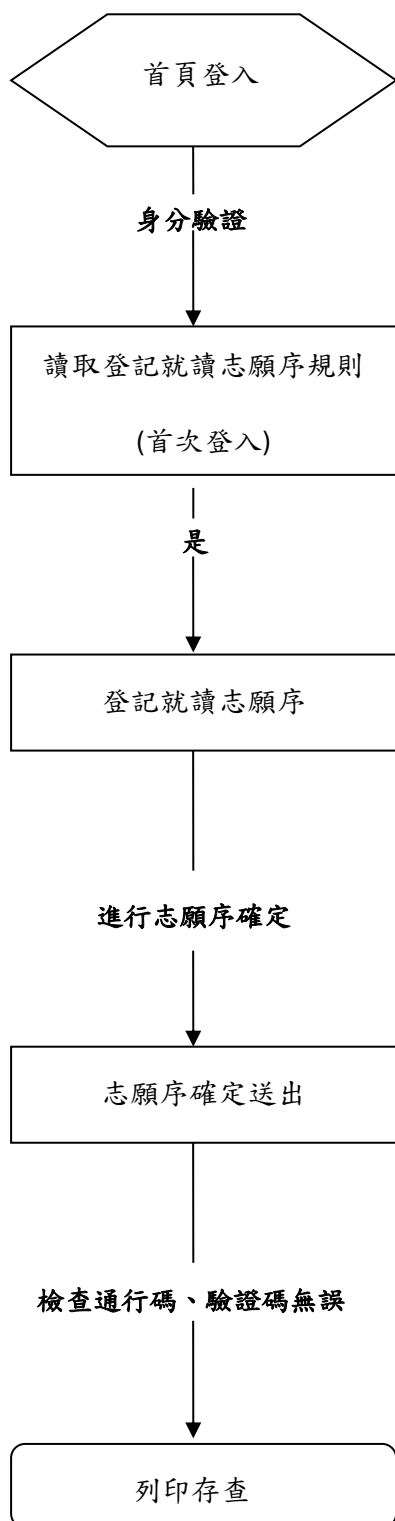 首頁登入
身分驗證
讀取登記就讀志願序規則
(首次登入)
是
登記就讀志願序
進行志願序確定
志願序確定送出
檢查通行碼、驗證碼無誤
列印存查